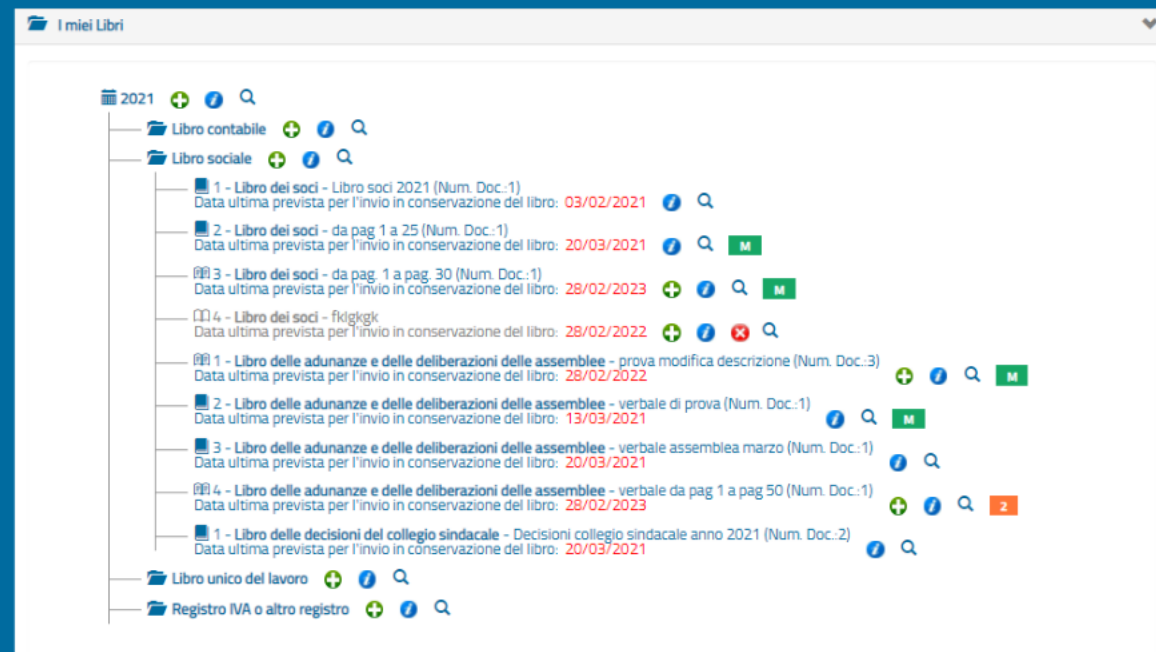 I miei Libri
2021
Libro contabile
Libro sociale
1 - Libro dei soci - Libro soci 2021 (Num. Doc.:1)
Data ultima prevista per l'invio in conservazione del libro: 03/02/2021
2 - Libro dei soci - da pag 1 a 25 (Num. Doc.:1)
Data ultima prevista per l'invio in conservazione del libro: 20/03/2021 M
3 - Libro dei soci - da pag. 1 a pag. 30 (Num. Doc.:1)
Data ultima prevista per l'invio in conservazione del libro: 28/02/2023 M
4 - Libro dei soci - fklgkgk
Data ultima prevista per l'invio in conservazione del libro: 28/02/2022
1 - Libro delle adunanze e delle deliberazioni delle assemblee - prova modifica descrizione (Num. Doc.:3)
Data ultima prevista per l'invio in conservazione del libro: 28/02/2022 M
2 - Libro delle adunanze e delle deliberazioni delle assemblee - verbale di prova (Num. Doc.:1)
Data ultima prevista per l'invio in conservazione del libro: 13/03/2021 M
3 - Libro delle adunanze e delle deliberazioni delle assemblee - verbale assemblea marzo (Num. Doc.:1)
Data ultima prevista per l'invio in conservazione del libro: 20/03/2021
4 - Libro delle adunanze e delle deliberazioni delle assemblee - verbale da pag 1 a pag 50 (Num. Doc.:1)
Data ultima prevista per l'invio in conservazione del libro: 28/02/2023 2
1 - Libro delle decisioni del collegio sindacale - Decisioni collegio sindacale anno 2021 (Num. Doc.:2)
Data ultima prevista per l'invio in conservazione del libro: 20/03/2021
Libro unico del lavoro
Registro IVA o altro registro